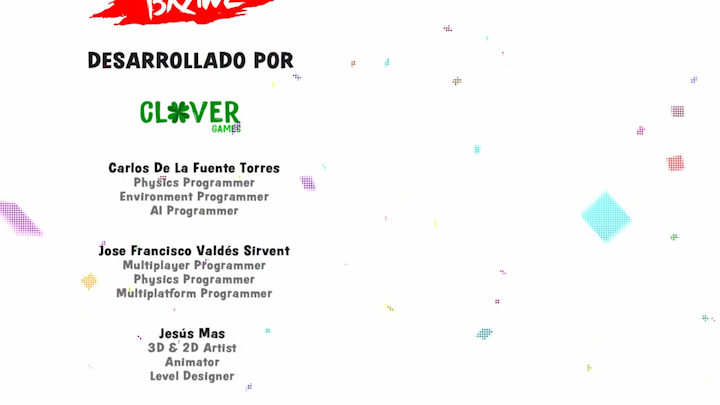 DESARROLLADO POR
CLOVER
GAMES
Carlos De La Fuente Torres
Physics Programmer
Environment Programmer
AI Programmer
Jose Francisco Valdés Sirvent
Multiplayer Programmer
Physics Programmer
Multiplatform Programmer
Jesús Mas
3D & 2D Artist
Animator
Level Designer